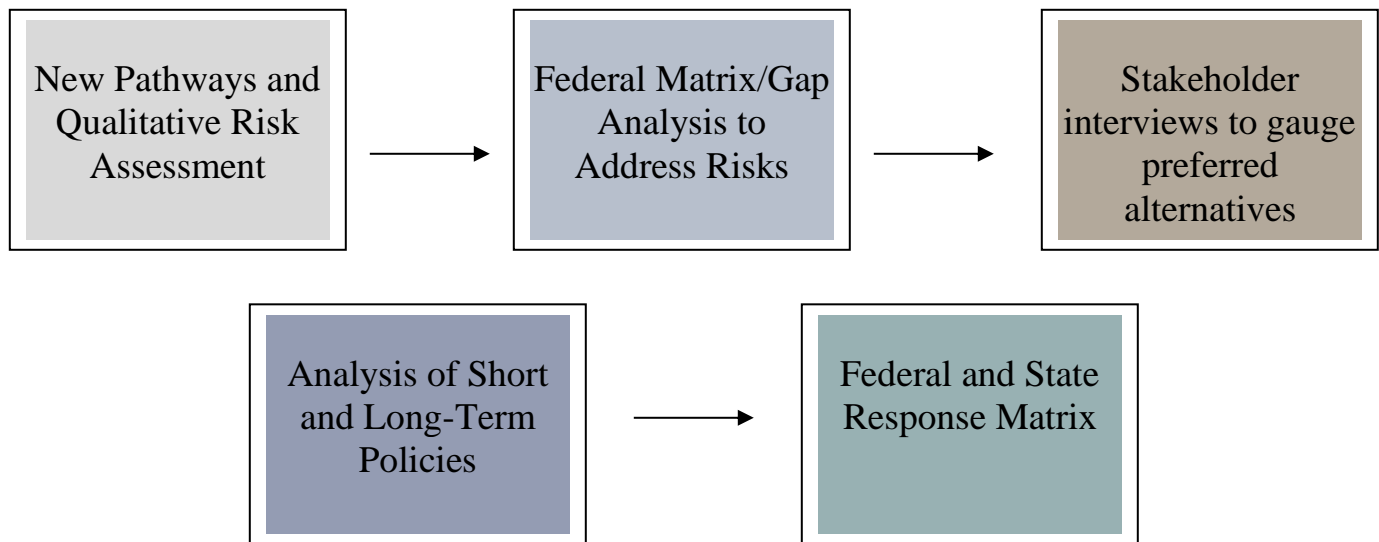 New Pathways and
Qualitative Risk
Assessment
Federal Matrix/Gap
Analysis to
Address Risks
Stakeholder
interviews to gauge
preferred
alternatives
Analysis of Short
and Long-Term
Policies
Federal and State
Response Matrix